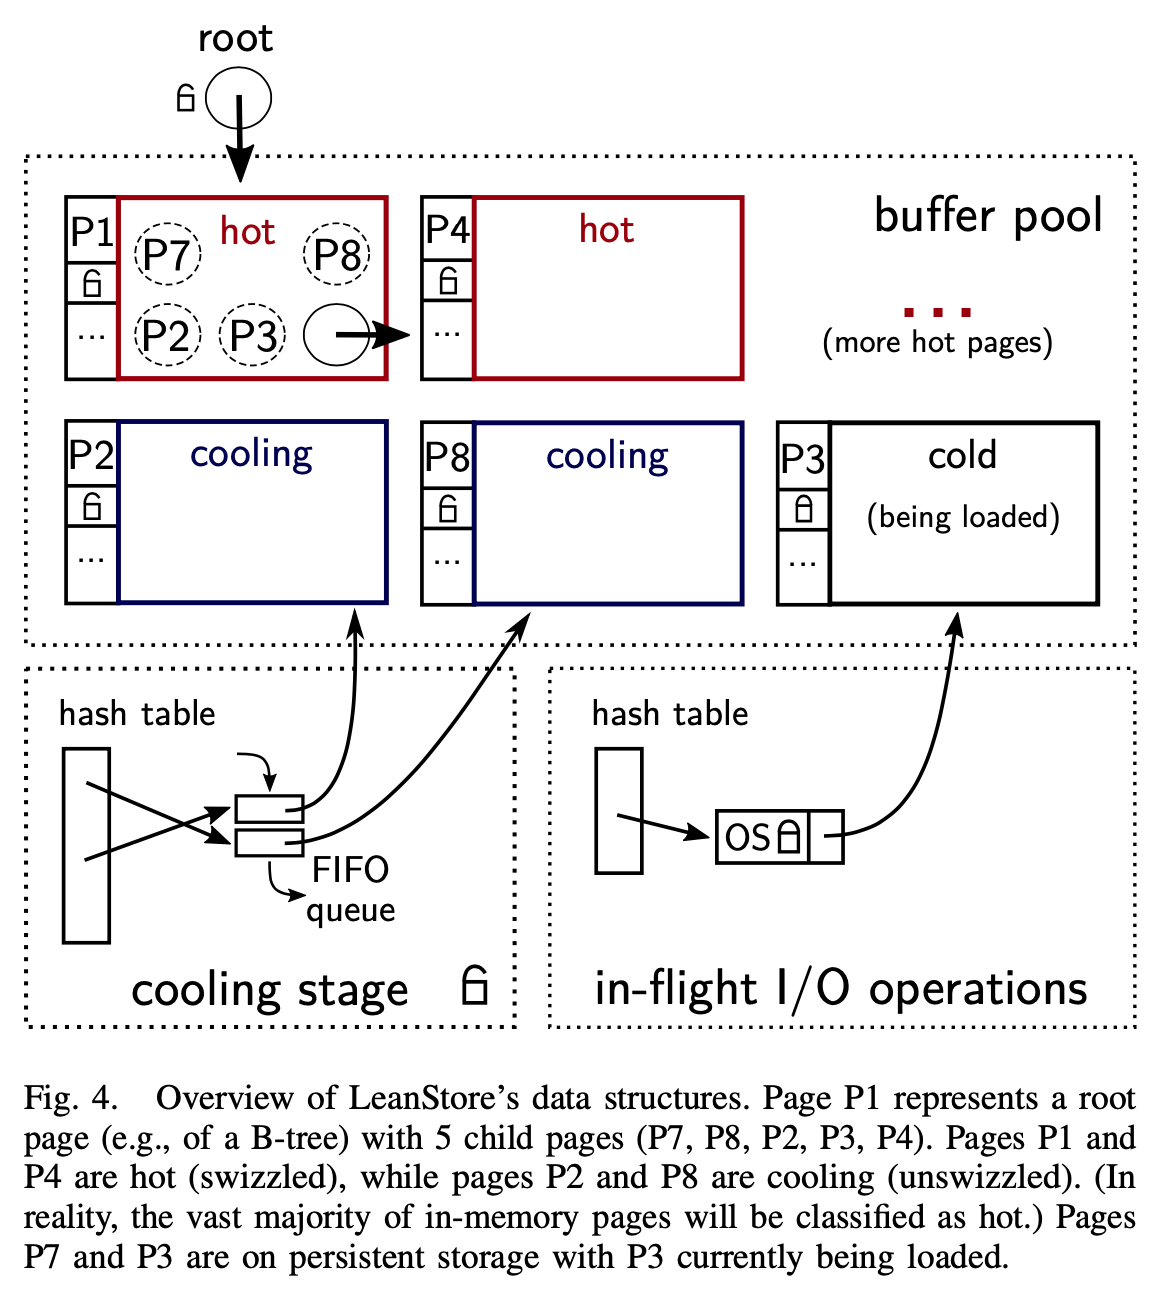 root
buffer pool
P1
hot
P7
P8
P2
P3
...
P4
hot
...
...
(more hot pages)
P2
cooling
...
P8
cooling
...
P3
cold
(being loaded)
...
hash table
FIFO
queue
cooling stage
hash table
OS
in-flight I/O operations
Fig. 4. Overview of LeanStore's data structures. Page P1 represents a root
page (e.g., of a B-tree) with 5 child pages (P7, P8, P2, P3, P4). Pages P1 and
P4 are hot (swizzled), while pages P2 and P8 are cooling (unswizzled). (In
reality, the vast majority of in-memory pages will be classified as hot.) Pages
P7 and P3 are on persistent storage with P3 currently being loaded.